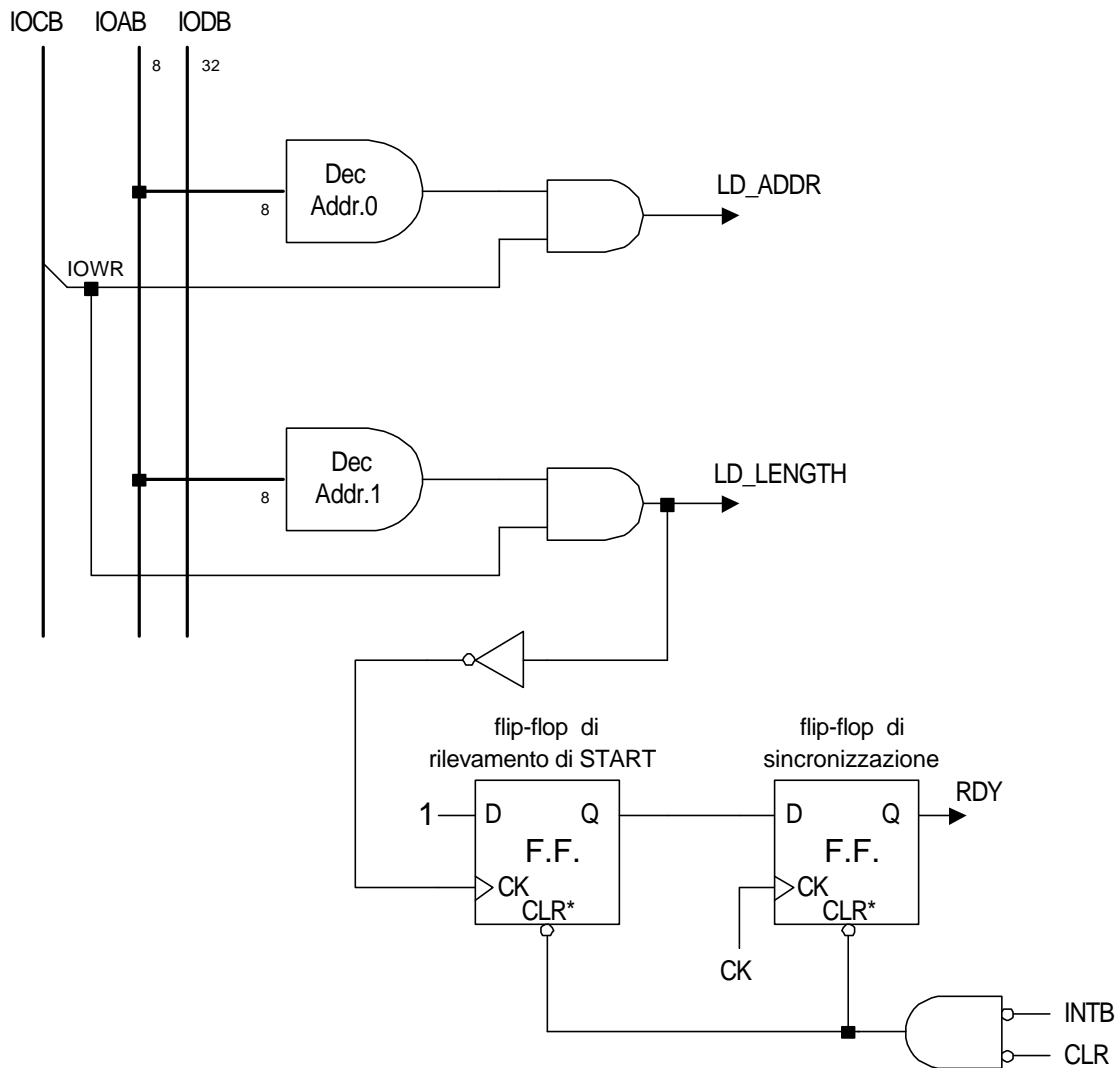 IOCB IOAB IODB
8 32
Dec
Addr.0
8
LD_ADDR
IOWR
Dec
Addr.1
8
LD_LENGTH
flip-flop di
rilevamento di START
flip-flop di
sincronizzazione
1
D Q
F.F.
CK
CLR*
D Q
F.F.
CK
CLR*
RDY
CK
INTB
CLR